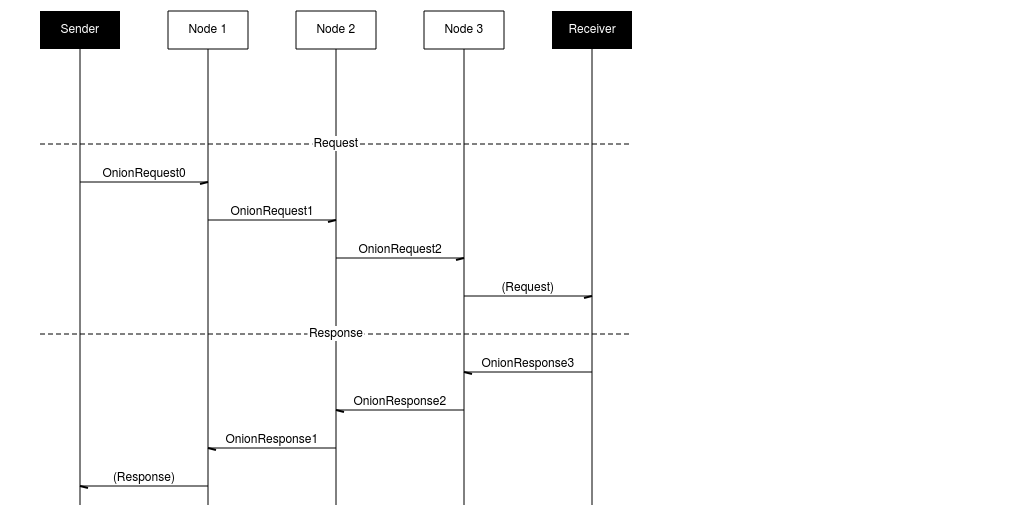 Sender
Node 1
Node 2
Node 3
Receiver
Request
OnionRequest0
OnionRequest1
OnionRequest2
(Request)
Response
OnionResponse3
OnionResponse2
OnionResponse1
(Response)